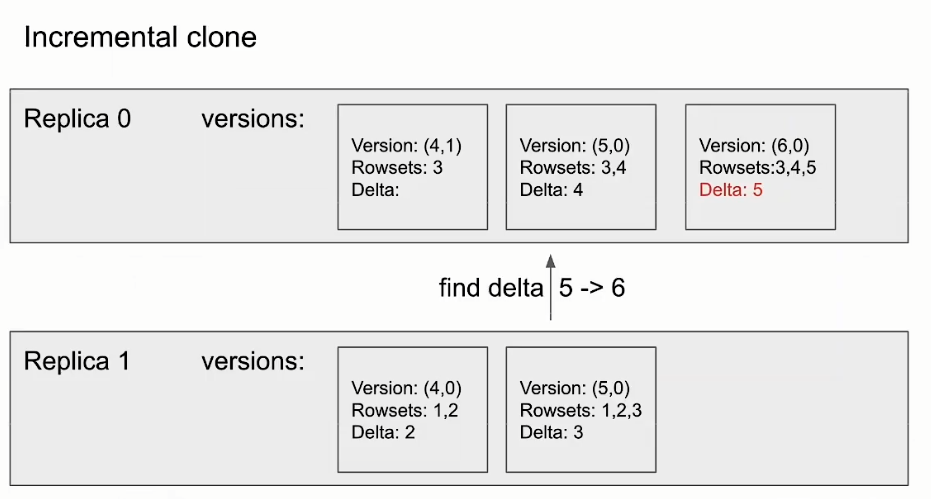 Incremental clone
Replica 0
versions:
Version: (4,1)
Rowsets: 3
Delta:
Version: (5,0)
Rowsets: 3,4
Delta: 4
Version: (6,0)
Rowsets:3,4,5
Delta: 5
find delta 5 -> 6
Replica 1
versions:
Version: (4,0)
Rowsets: 1,2
Delta: 2
Version: (5,0)
Rowsets: 1,2,3
Delta: 3